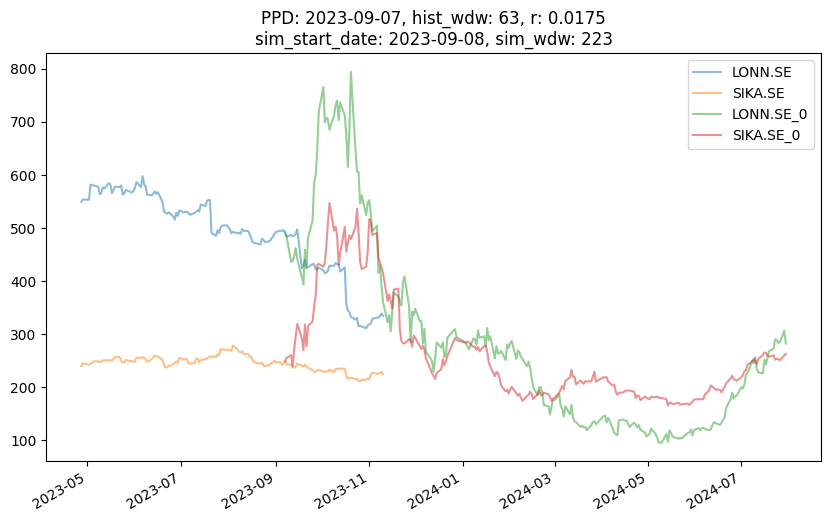 PPD: 2023-09-07, hist_wdw: 63, r: 0.0175
sim_start_date: 2023-09-08, sim_wdw: 223
LONN.SE
SIKA.SE
LONN.SE_0
SIKA.SE_0
800
700
600
500
400
300
200
100
2023-05
2023-07
2023-09
2023-11
2024-01
2024-03
2024-05
2024-07